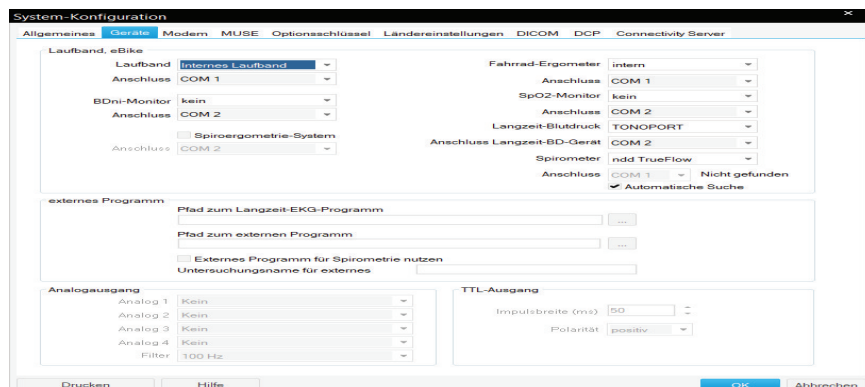 System-Konfiguration
Allgemeines Geräte Modem MUSE Optionsschlüssel Ländereinstellungen DICOM DCP Connectivity Server
Laufband, eBike
Laufband Internes Laufband
Anschluss COM 1
BDni-Monitor kein
Anschluss COM 2
Spiroergometrie-System
Anschluss COM 2
Fahrrad-Ergometer intern
Anschluss COM 1
SpO2-Monitor kein
Anschluss COM 2
Langzeit-Blutdruck TONOPORT
Anschluss Langzeit-BD-Gerät COM 2
Spirometer ndd TrueFlow
Anschluss COM 1 Nicht gefunden
Automatische Suche
externes Programm
Pfad zum Langzeit-EKG-Programm
...
Pfad zum externen Programm
...
Externes Programm für Spirometrie nutzen
Untersuchungsname für externes
Analogausgang
Analog 1 Kein
Analog 2 Kein
Analog 3 Kein
Analog 4 Kein
Filter 100 Hz
TTL-Ausgang
Impulsbreite (ms) 50
Polarität positiv
Drucken Hilfe OK Abbrechen